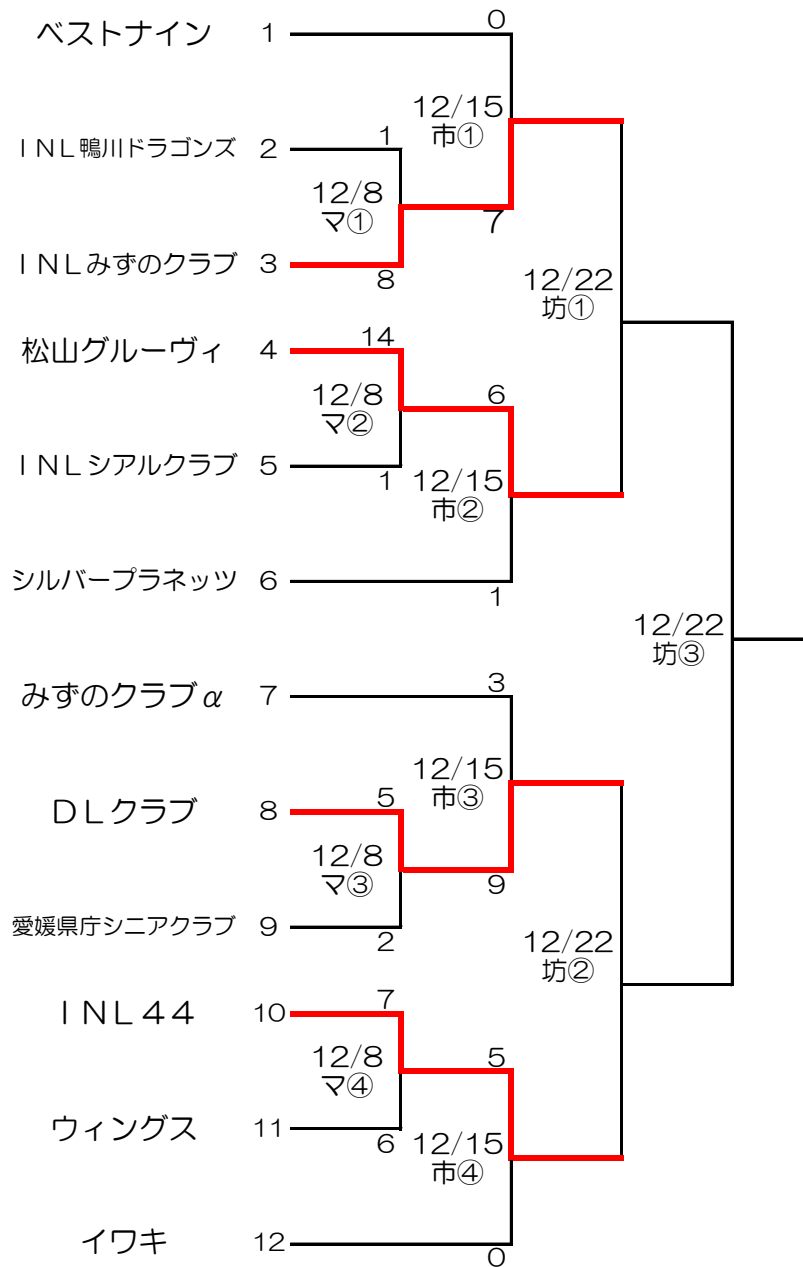 0
ベストナイン 1
12/15
市①
1
INL鴨川ドラゴンズ 2
12/8
マ①
7
INLみずのクラブ 3
8
12/22
坊①
14
松山グルーヴィ 4
12/8
マ②
6
INLシアルクラブ 5
1
12/15
市②
シルバープラネッツ 6
1
12/22
坊③
3
みずのクラブα 7
12/15
市③
5
DLクラブ 8
12/8
マ③
9
愛媛県庁シニアクラブ 9
2
12/22
坊②
7
INL44 10
12/8
マ④
5
ウィングス 11
6
12/15
市④
イワキ 12
0